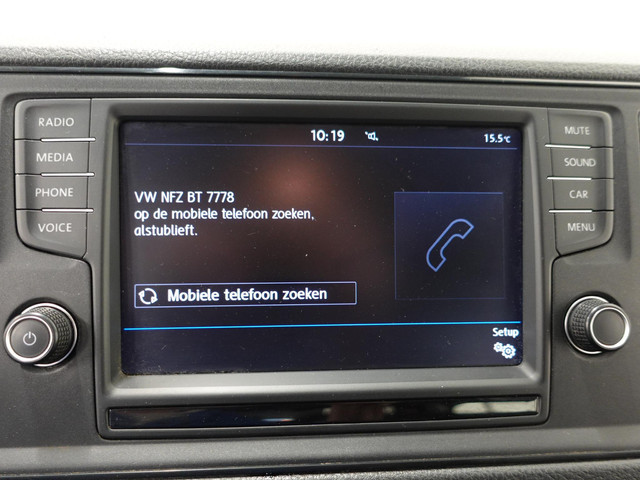 RADIO
MEDIA
PHONE
VOICE
10:19
15.5°C
VW NFZ BT 7778
op de mobiele telefoon zoeken,
alstublieft.
Mobiele telefoon zoeken
Setup
MUTE
SOUND
CAR
MENU